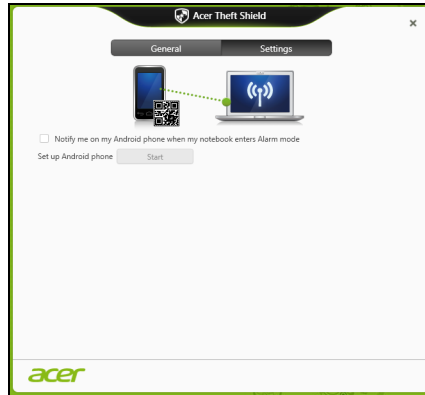 Acer Theft Shield
General Settings
Notify me on my Android phone when my notebook enters Alarm mode
Set up Android phone Start
acer